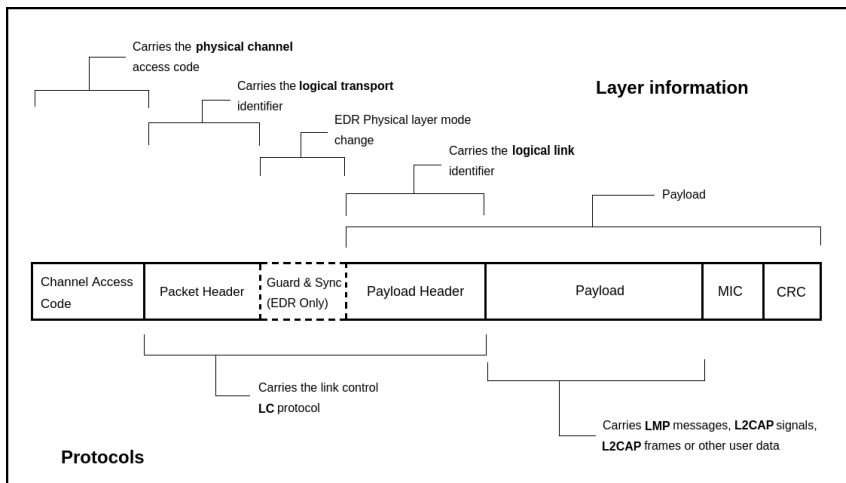 Carries the physical channel
access code
Layer information
Carries the logical transport
identifier
EDR Physical layer mode
change
Carries the logical link
identifier
Payload
Channel Access
Code
Packet Header
Guard & Sync
(EDR Only)
Payload Header
Payload
MIC
CRC
Carries the link control
LC protocol
Carries LMP messages, L2CAP signals,
L2CAP frames or other user data
Protocols